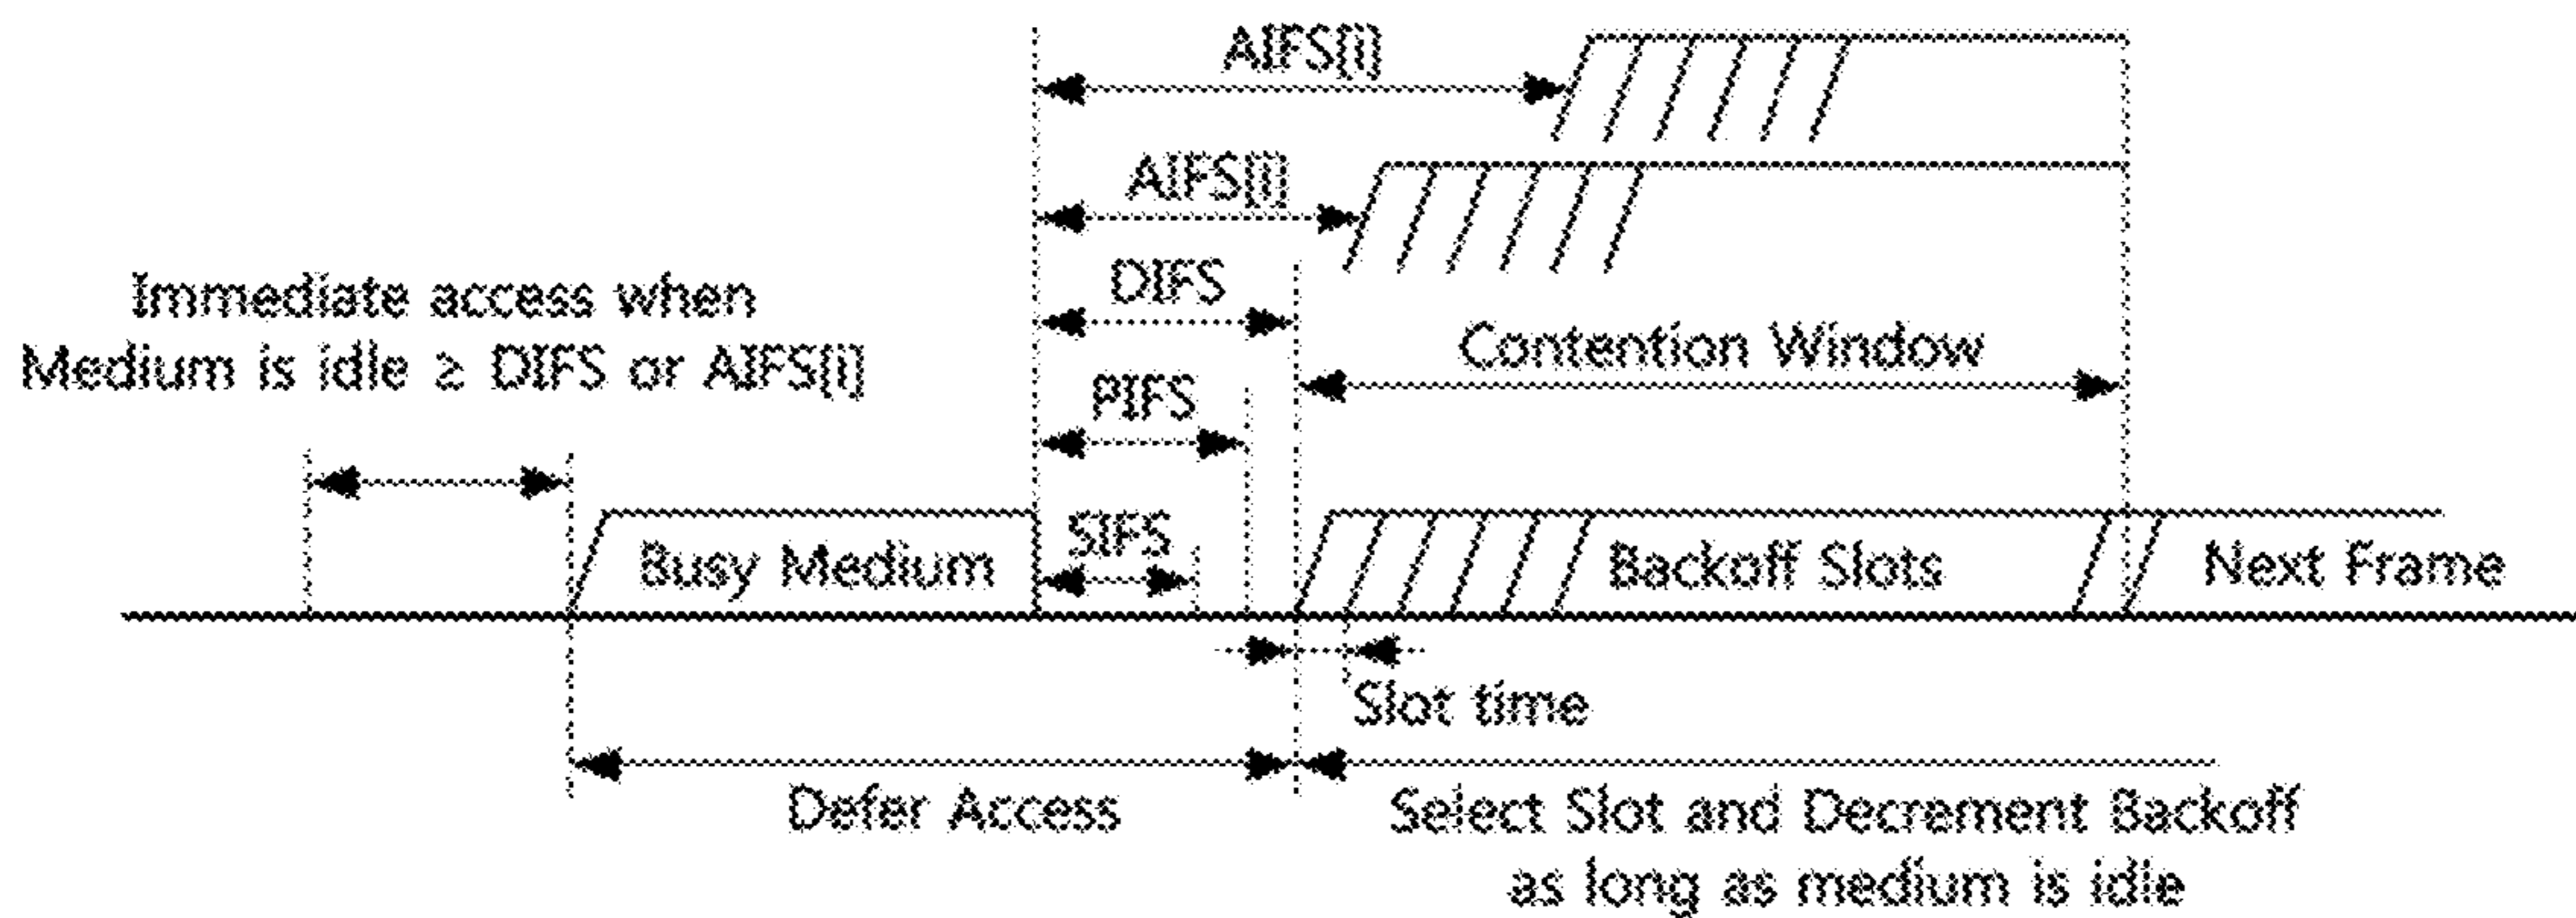 AIFS[i]
AIFS[i]
DIFS
Immediate access when
Medium is idle ≥ DIFS or AIFS[i]
Contention Window
PIFS
SIFS
Busy Medium
Backoff Slots
Next Frame
Slot time
Defer Access
Select Slot and Decrement Backoff
as long as medium is idle